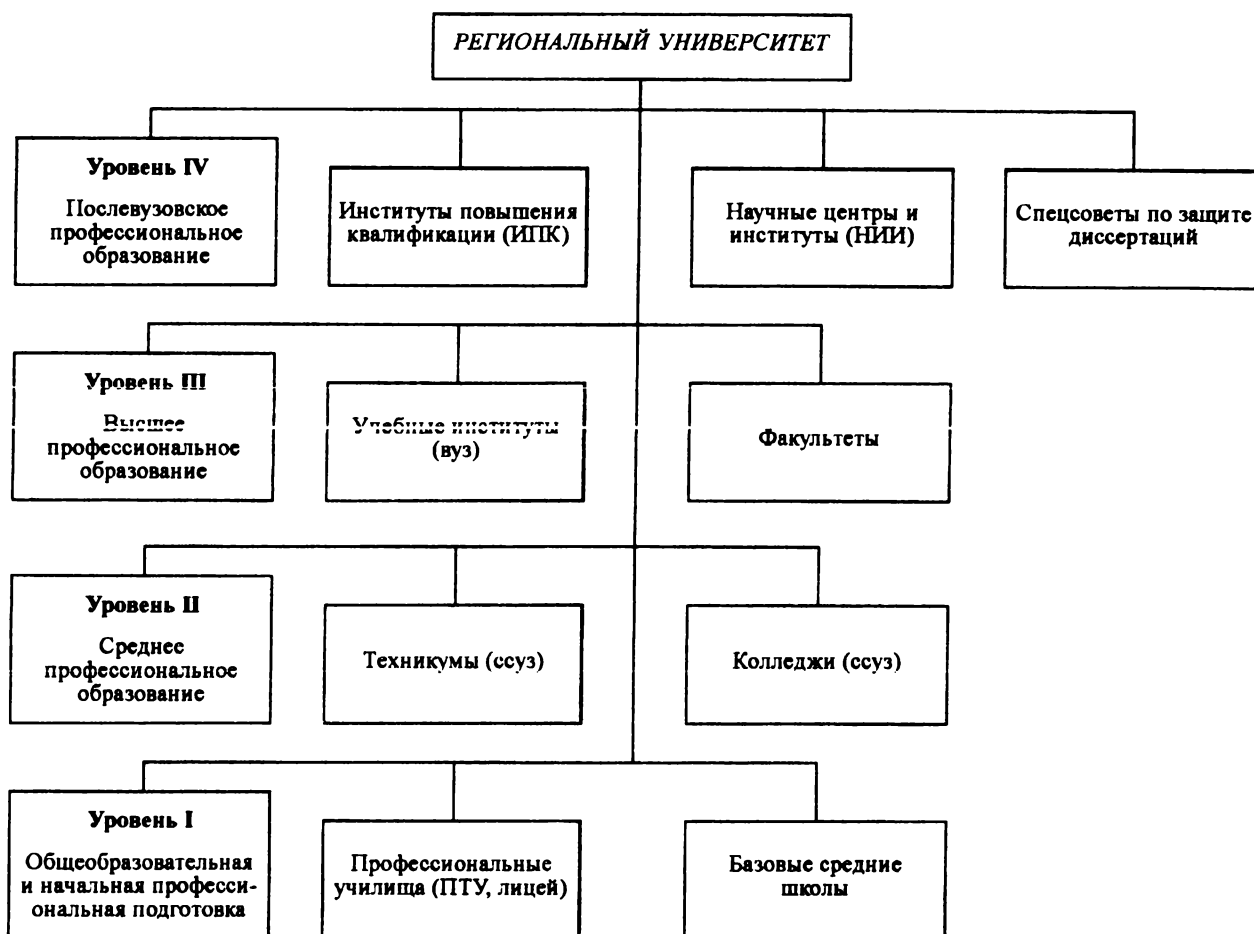 РЕГИОНАЛЬНЫЙ УНИВЕРСИТЕТ
Уровень IV
Послевузовское
профессиональное
образование
Институты повышения
квалификации (ИПК)
Научные центры и
институты (НИИ)
Спецсоветы по защите
диссертаций
Уровень III
Высшее
профессиональное
образование
Учебные институты
(вуз)
Факультеты
Уровень II
Среднее
профессиональное
образование
Техникумы (ссуз)
Колледжи (ссуз)
Уровень I
Общеобразовательная
и начальная професси-
ональная подготовка
Профессиональные
училища (ПТУ, лицей)
Базовые средние
школы